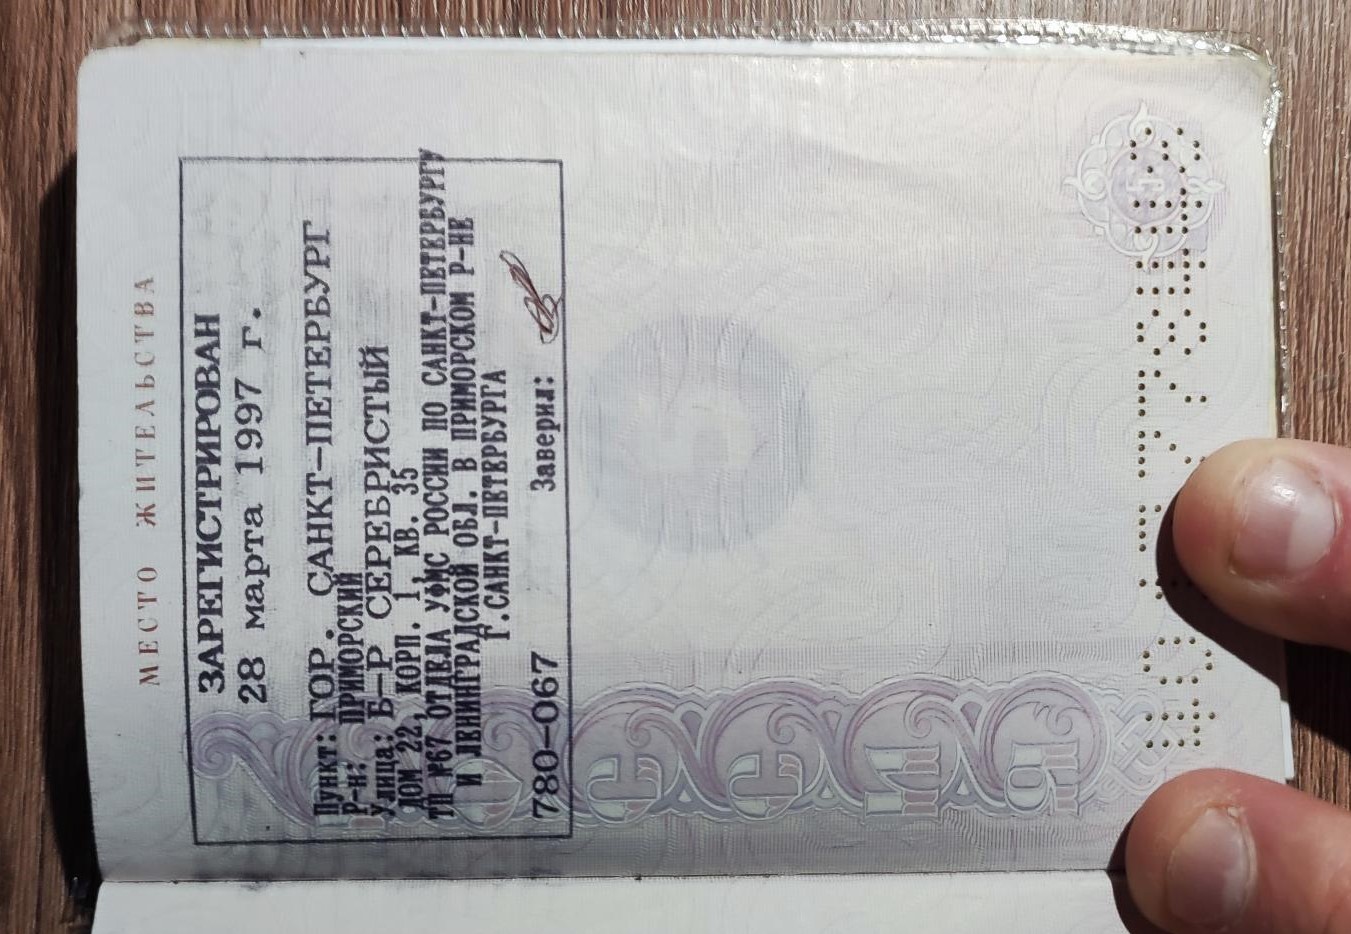 МЕСТО ЖИТЕЛЬСТВА
ЗАРЕГИСТРИРОВАН
28 марта 1997 г.
Пункт: ГОР. САНКТ-ПЕТЕРБУРГ
Р-н: ПРИМОРСКИЙ
Улица: Б-Р СЕРЕБРИСТЫЙ
ДОМ 22, КОРП. 1, КВ. 35
ТП №67 ОТДЕЛА УФМС РОССИИ ПО САНКТ-ПЕТЕРБУРГУ
И ЛЕНИНГРАДСКОЙ ОБЛ. В ПРИМОРСКОМ Р-НЕ
Г.САНКТ-ПЕТЕРБУРГА
780-067 Заверил:
5